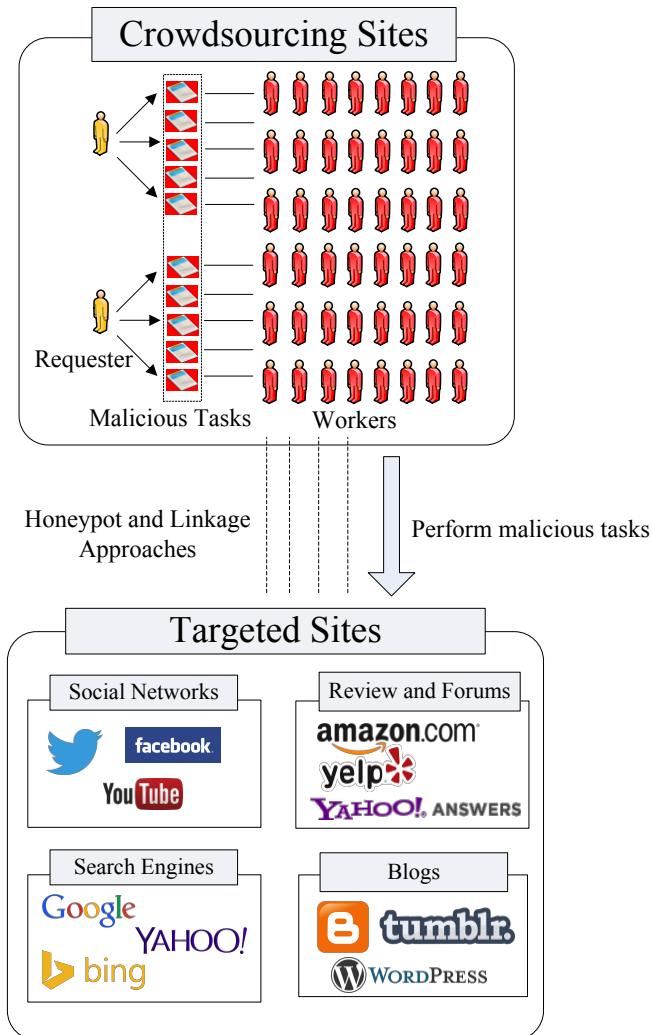 Crowdsourcing Sites
Requester
Malicious Tasks
Workers
Honeypot and Linkage
Approaches
Perform malicious tasks
Targeted Sites
Social Networks
facebook
YouTube
Review and Forums
amazon.com
yelp
YAHOO! ANSWERS
Search Engines
Google
YAHOO!
bing
Blogs
B
tumblr.
W WORDPRESS